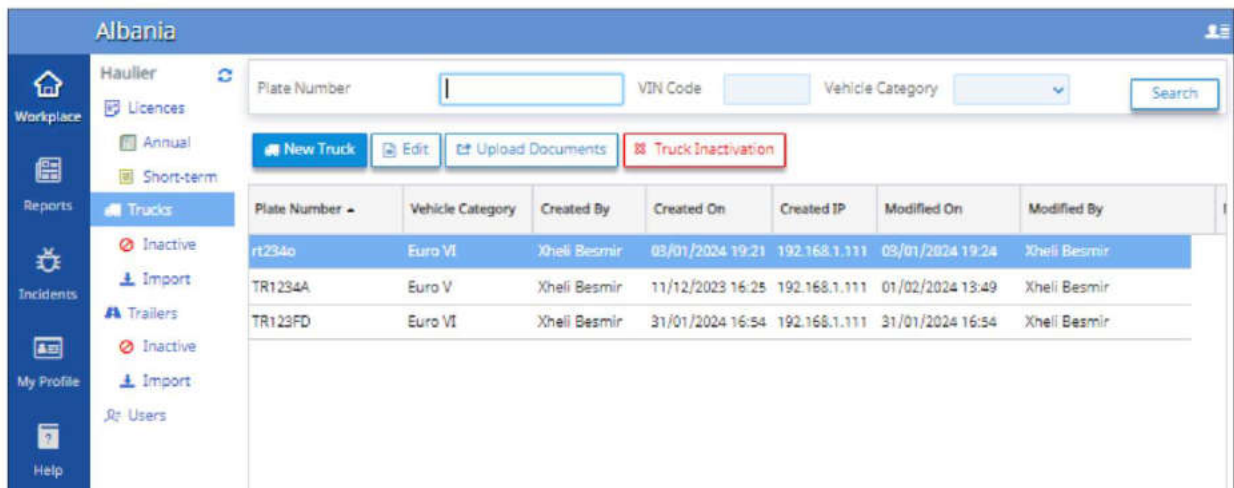 Albania
Workplace
Reports
Incidents
My Profile
Help
Haulier
Licences
Annual
Short-term
Trucks
Inactive
Import
Trailers
Inactive
Import
Users
Plate Number VIN Code Vehicle Category Search
New Truck Edit Upload Documents Truck Inactivation
Plate Number Vehicle Category Created By Created On Created IP Modified On Modified By
rt234o Euro VI Xheli Besmir 03/01/2024 19:21 192.168.1.111 03/01/2024 19:24 Xheli Besmir
TR1234A Euro V Xheli Besmir 11/12/2023 16:25 192.168.1.111 01/02/2024 13:49 Xheli Besmir
TR123FD Euro VI Xheli Besmir 31/01/2024 16:54 192.168.1.111 31/01/2024 16:54 Xheli Besmir